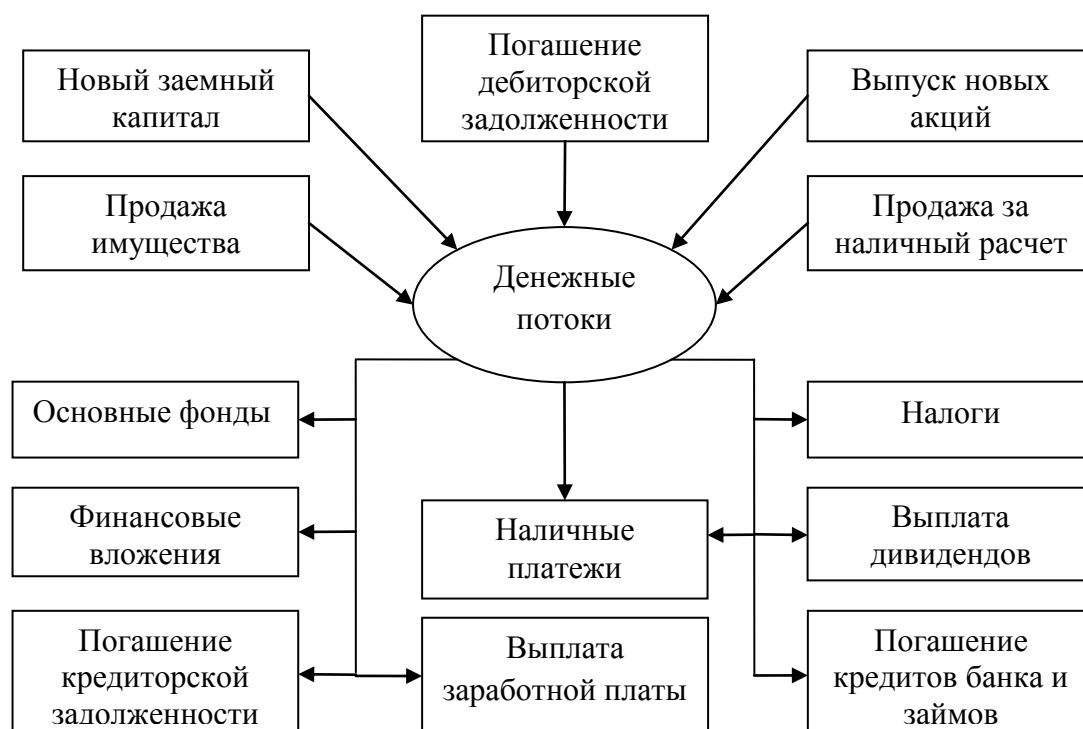 Новый заемный
капитал
Погашение
дебиторской
задолженности
Выпуск новых
акций
Продажа
имущества
Продажа за
наличный расчет
Денежные
потоки
Основные фонды
Налоги
Финансовые
вложения
Наличные
платежи
Выплата
дивидендов
Погашение
кредиторской
задолженности
Выплата
заработной платы
Погашение
кредитов банка и
займов